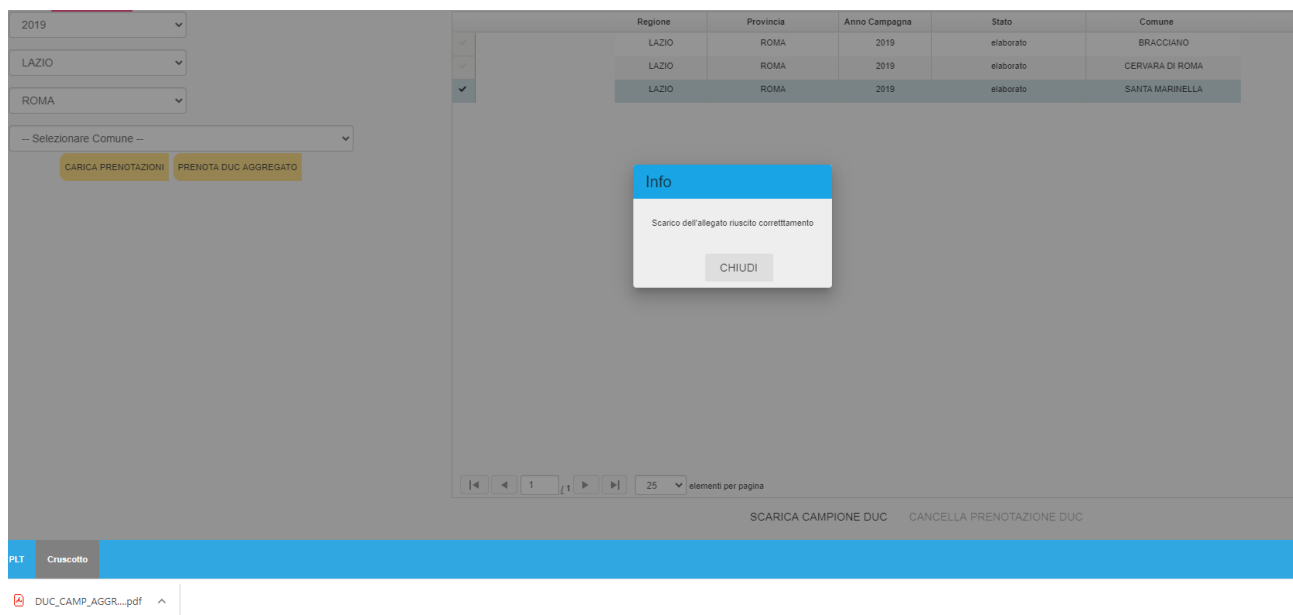 2019
LAZIO
ROMA
-- Selezionare Comune --
CARICA PRENOTAZIONI PRENOTA DUC AGGREGATO
Regione Provincia Anno Campagna Stato Comune
LAZIO ROMA 2019 elaborato BRACCIANO
LAZIO ROMA 2019 elaborato CERVARA DI ROMA
LAZIO ROMA 2019 elaborato SANTA MARINELLA
Info
Scarico dell'allegato riuscito corretttamento
CHIUDI
1 / 1 25 elementi per pagina
SCARICA CAMPIONE DUC CANCELLA PRENOTAZIONE DUC
PLT Cruscotto
DUC_CAMP_AGGR....pdf